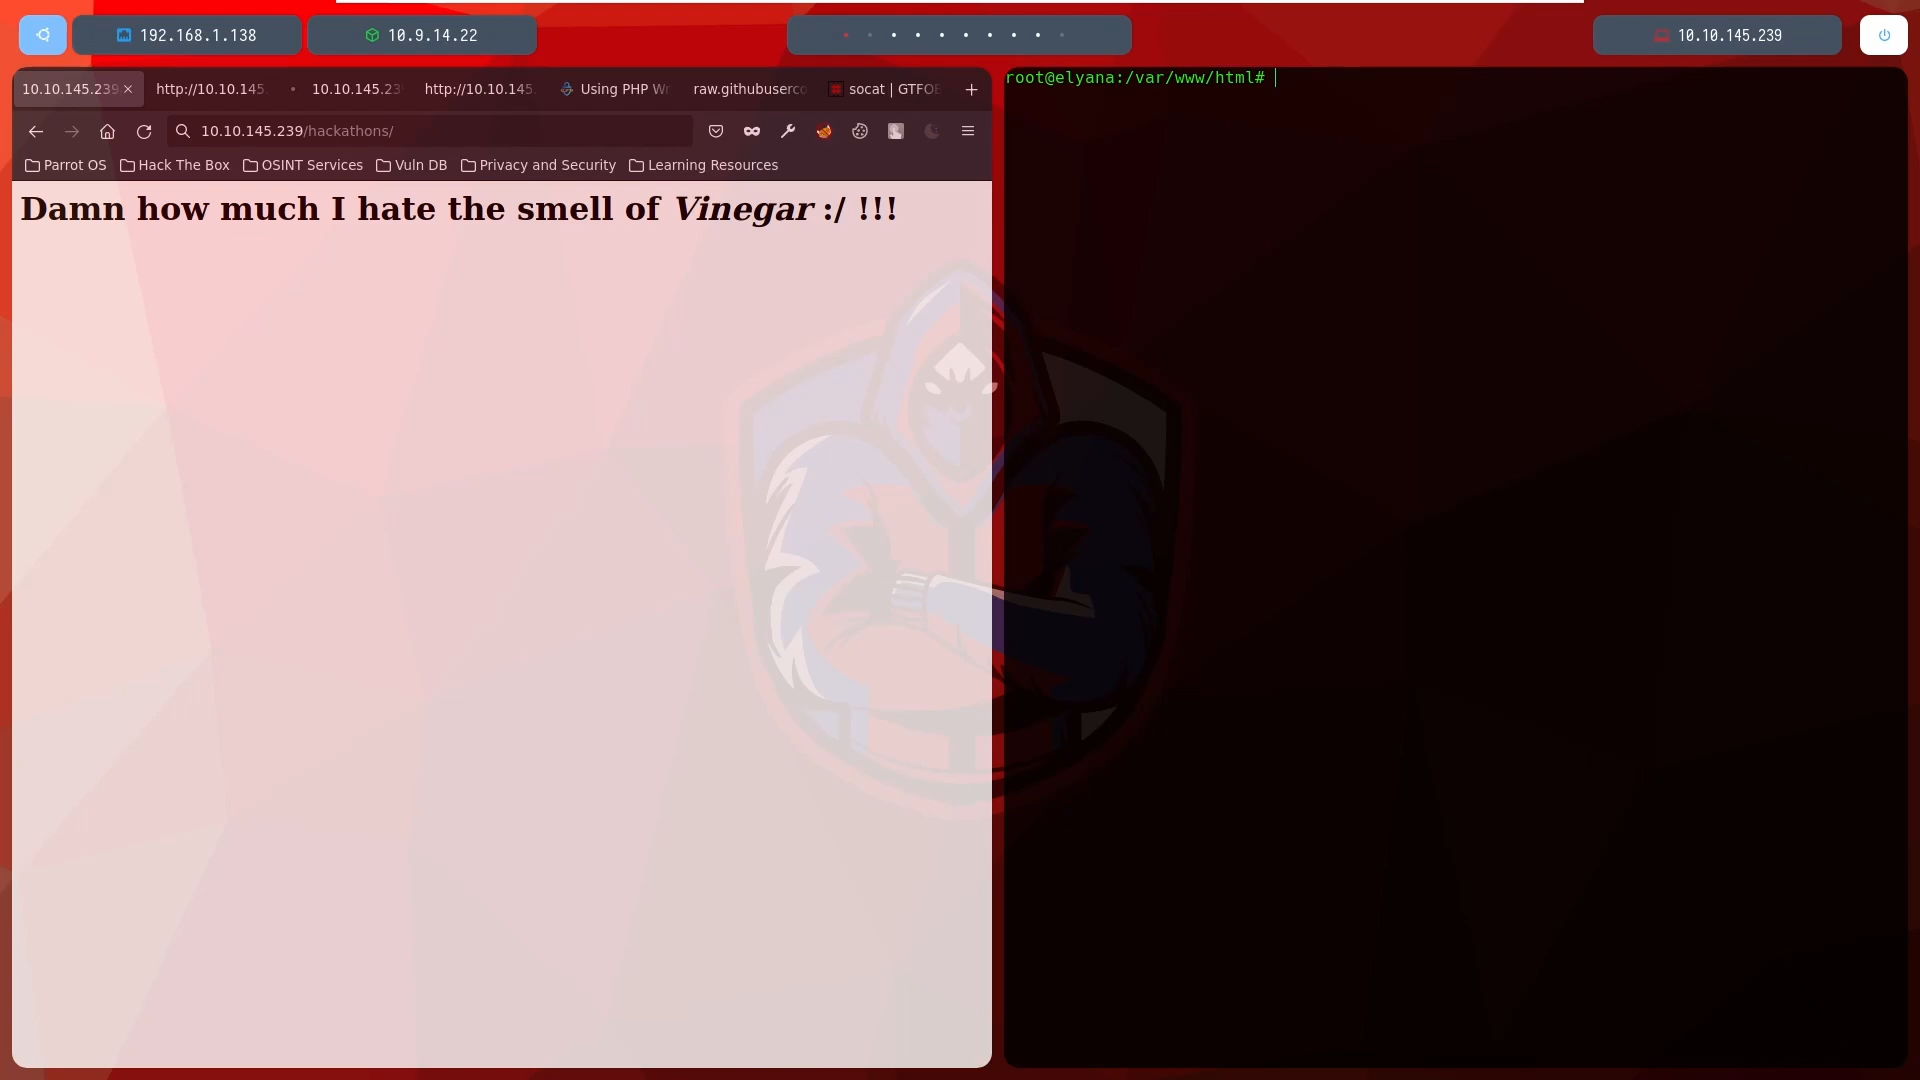 192.168.1.138
10.9.14.22
10.10.145.239
10.10.145.239
http://10.10.145.
10.10.145.23
http://10.10.145.
Using PHP Wr
raw.githubuserco
socat | GTFOB
10.10.145.239/hackathons/
Parrot OS
Hack The Box
OSINT Services
Vuln DB
Privacy and Security
Learning Resources
Damn how much I hate the smell of Vinegar :/ !!!
root@elyana:/var/www/html#